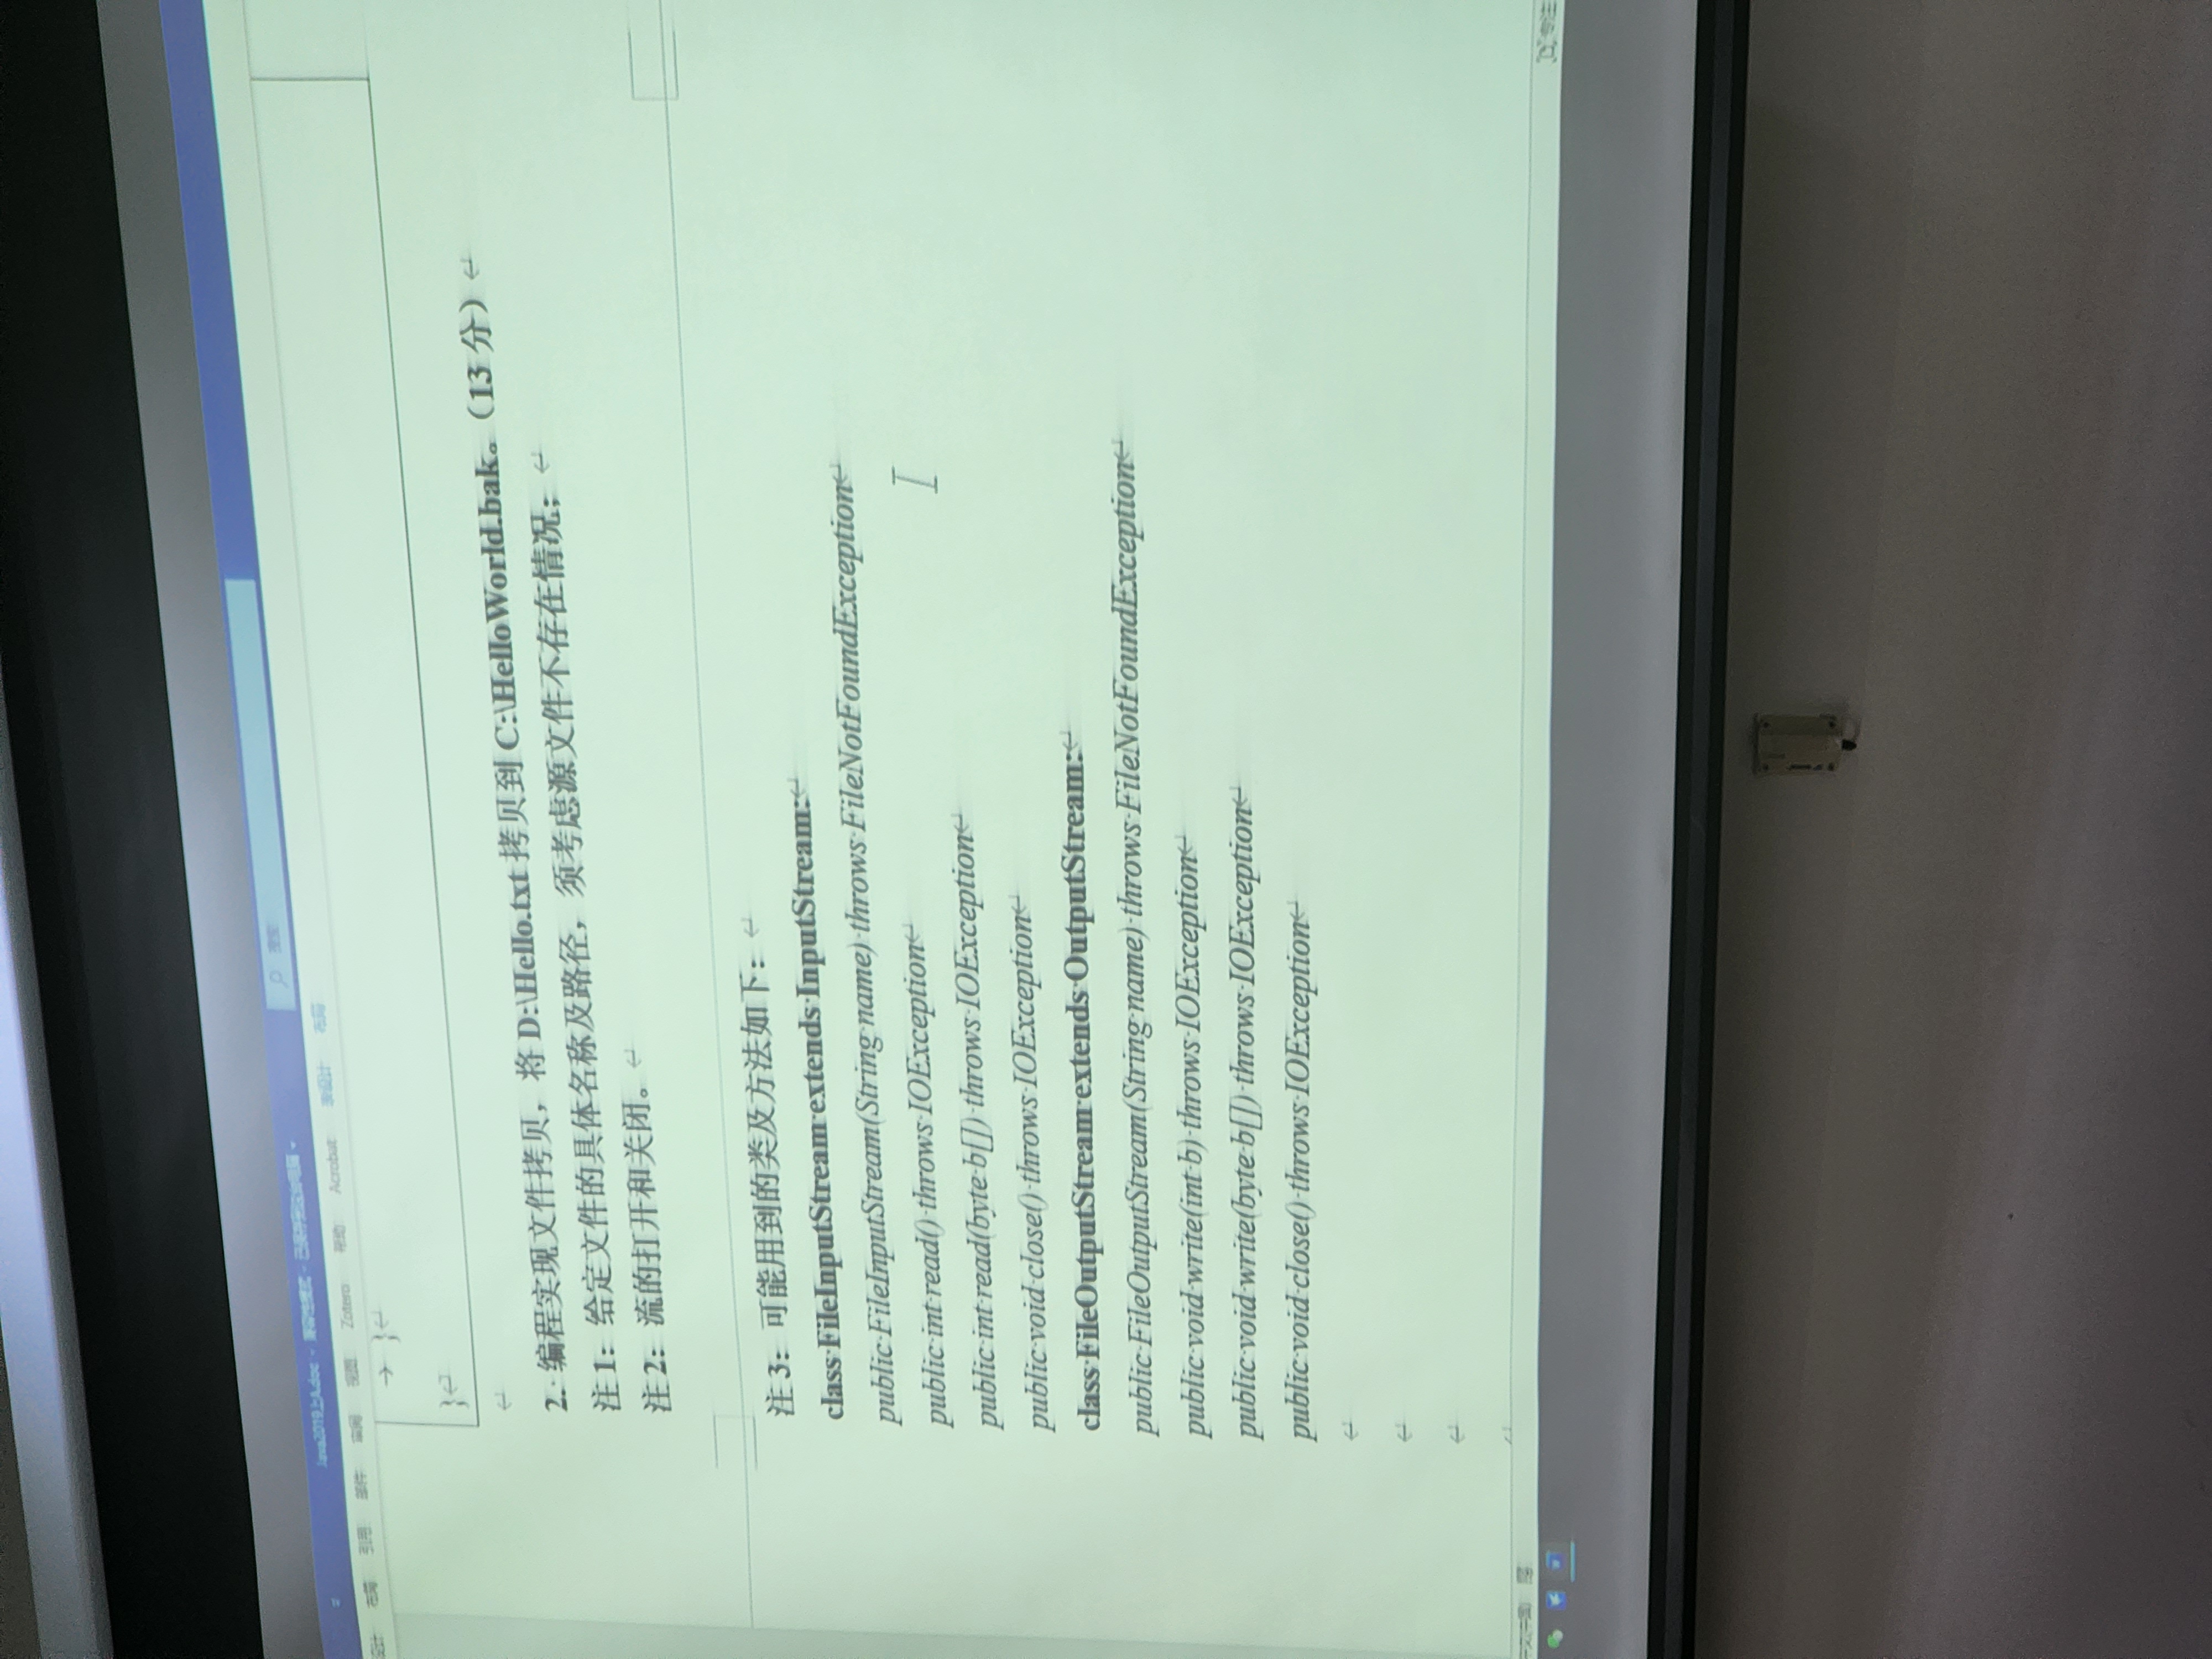 Java2019上A.doc - 兼容性模式 - 已保存到这台电脑
搜索
设计 布局 引用 邮件 审阅 视图 Zotero 帮助 Acrobat 表设计 布局
→ }↵
}↵
2. 编程实现文件拷贝，将 D:\Hello.txt 拷贝到 C:\HelloWorld.bak。（13 分）
注 1：给定文件的具体名称及路径，须考虑源文件不存在情况；
注 2：流的打开和关闭。
注 3：可能用到的类及方法如下：
class FileInputStream extends InputStream:
public FileInputStream(String name) throws FileNotFoundException
public int read() throws IOException
public int read(byte b[]) throws IOException
public void close() throws IOException
class FileOutputStream extends OutputStream:
public FileOutputStream(String name) throws FileNotFoundException
public void write(int b) throws IOException
public void write(byte b[]) throws IOException
public void close() throws IOException